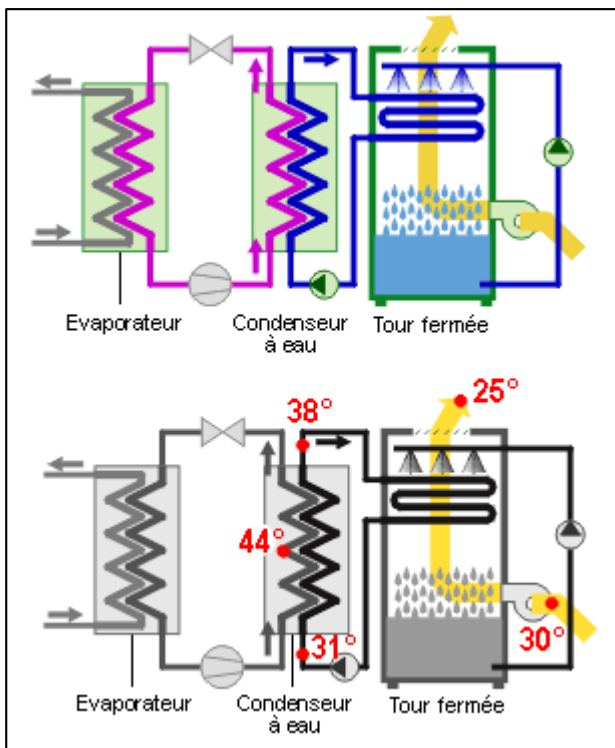 Evaporateur
Condenseur
à eau
Tour fermée
25°
38°
44°
30°
31°
Evaporateur
Condenseur
à eau
Tour fermée